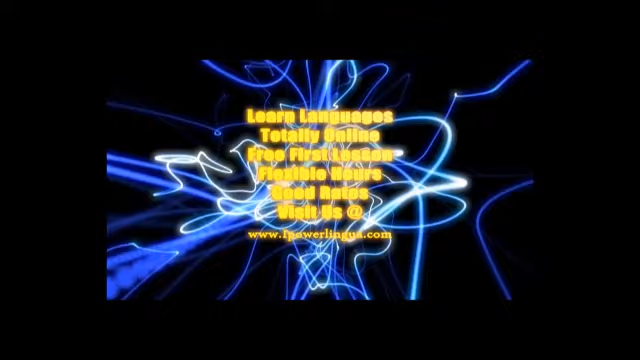 Learn Languages
Totally Online
Free First Lesson
Flexible Hours
Good Rates
Visit Us @
www.1powerlingua.com